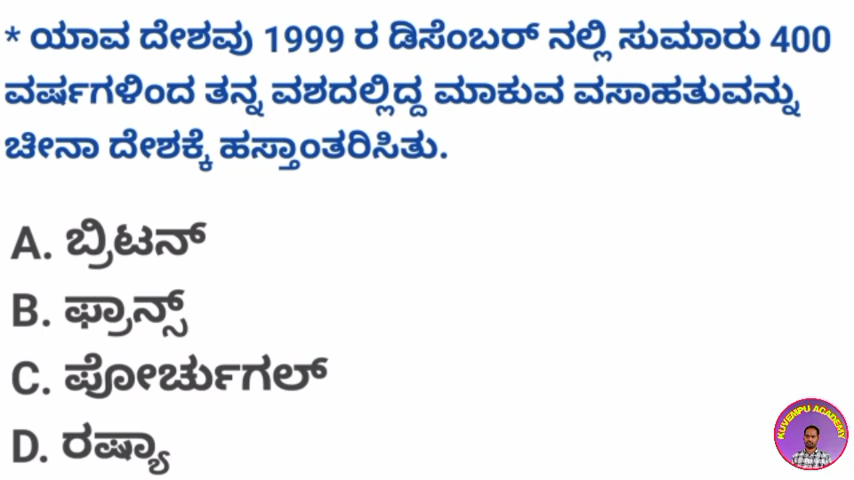 * ಯಾವ ದೇಶವು 1999 ರ ಡಿಸೆಂಬರ್ ನಲ್ಲಿ ಸುಮಾರು 400
ವರ್ಷಗಳಿಂದ ತನ್ನ ವಶದಲ್ಲಿದ್ದ ಮಾಕುವ ವಸಾಹತುವನ್ನು
ಚೀನಾ ದೇಶಕ್ಕೆ ಹಸ್ತಾಂತರಿಸಿತು.
A. ಬ್ರಿಟನ್
B. ಫ್ರಾನ್ಸ್
C. ಪೋರ್ಚುಗಲ್
D. ರಷ್ಯಾ
KUVEMPU ACADEMY